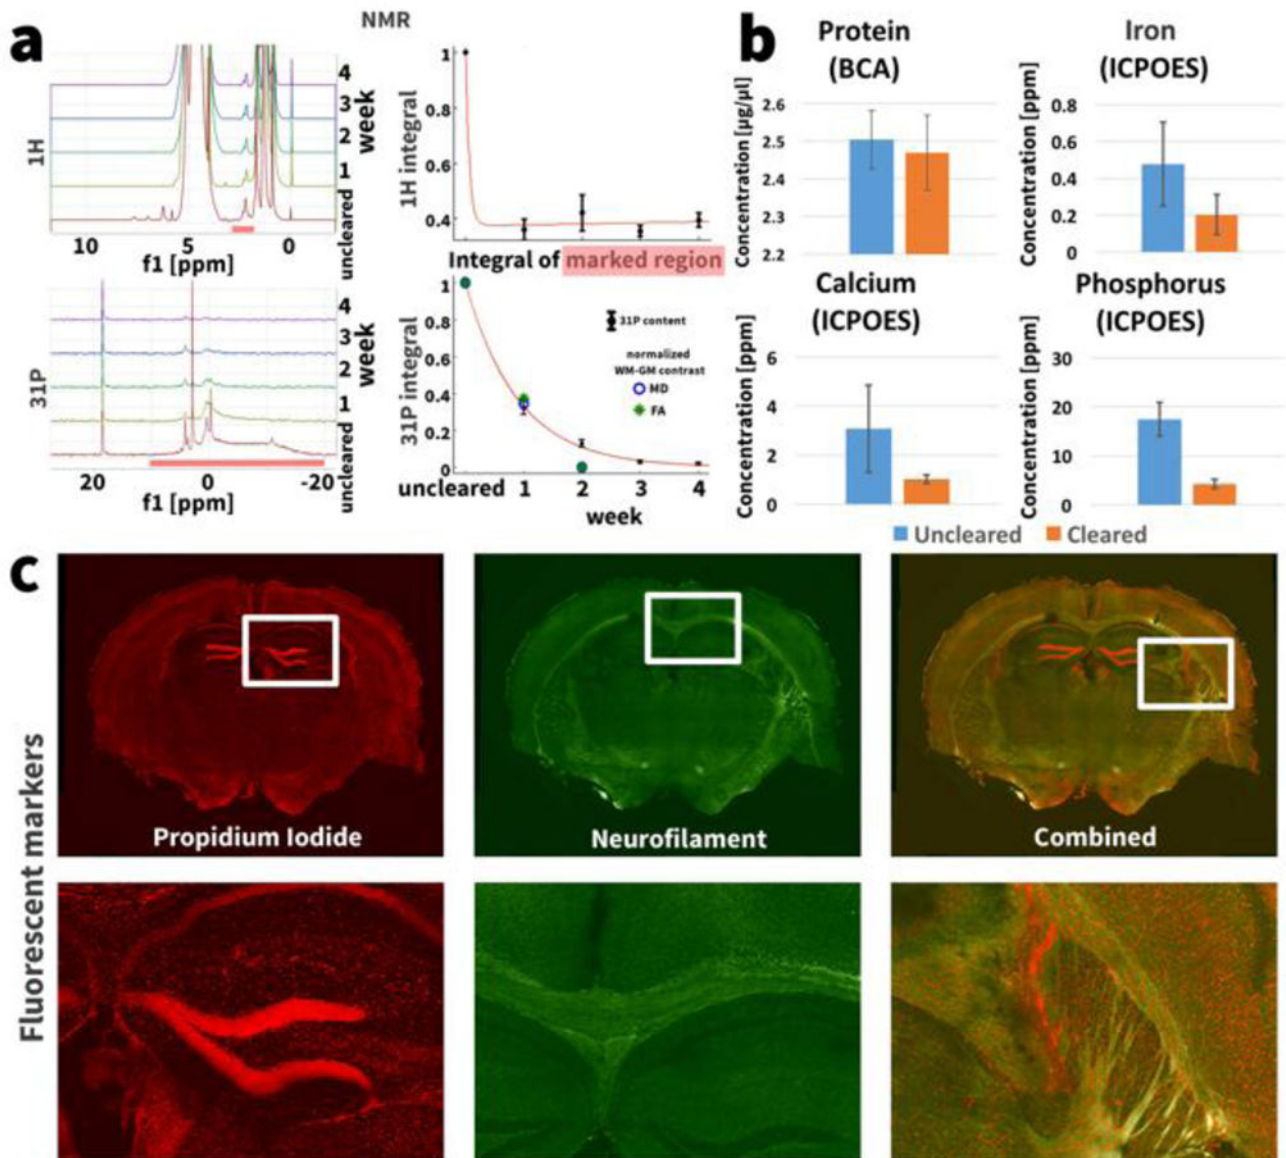 a
NMR
1H
4
3
2
1
uncleared
week
10
5
0
f1 [ppm]
1H integral
1
0.8
0.6
0.4
Integral of marked region
31P
4
3
2
1
uncleared
week
20
0
-20
f1 [ppm]
31P integral
1
0.8
0.6
0.4
0.2
0
31P content
normalized
WM-GM contrast
MD
FA
uncleared
1
2
3
4
week
b
Protein
(BCA)
Concentration [µg/µl]
2.6
2.5
2.4
2.3
2.2
Iron
(ICPOES)
Concentration [ppm]
0.8
0.6
0.4
0.2
0
Calcium
(ICPOES)
Concentration [ppm]
6
4
2
0
Phosphorus
(ICPOES)
Concentration [ppm]
30
20
10
0
Uncleared
Cleared
c
Fluorescent markers
Propidium Iodide
Neurofilament
Combined